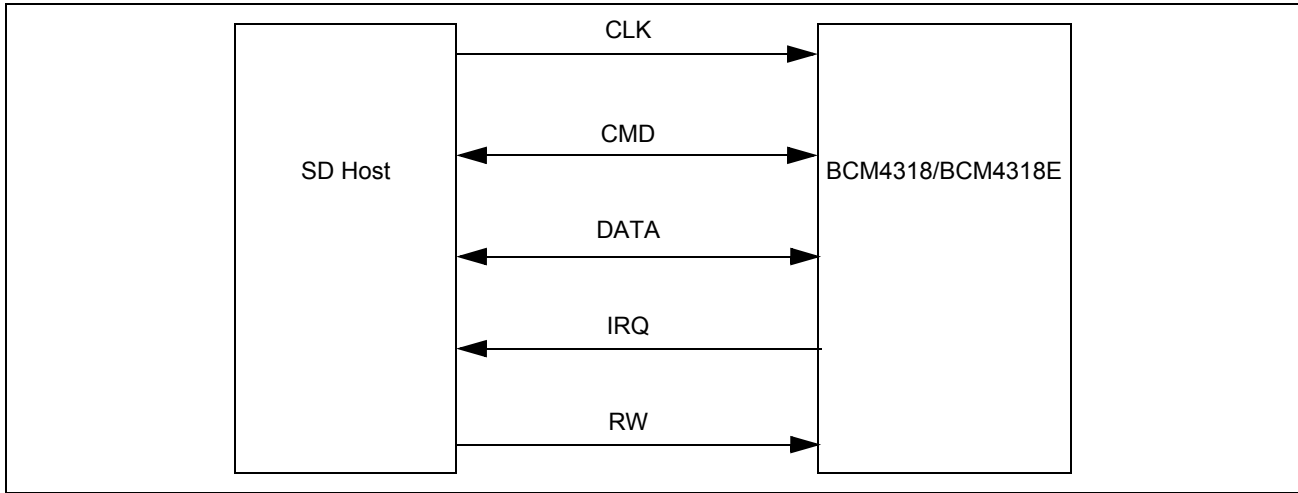 CLK
CMD
SD Host
BCM4318/BCM4318E
DATA
IRQ
RW